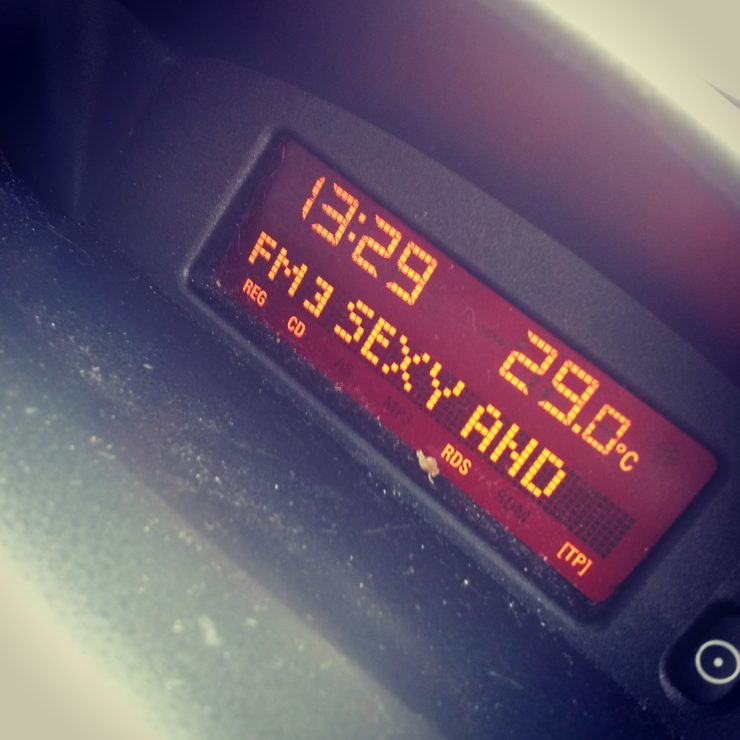 13:29 29.0°C
FM3 SEXY AND
REG CD RDS [TP]